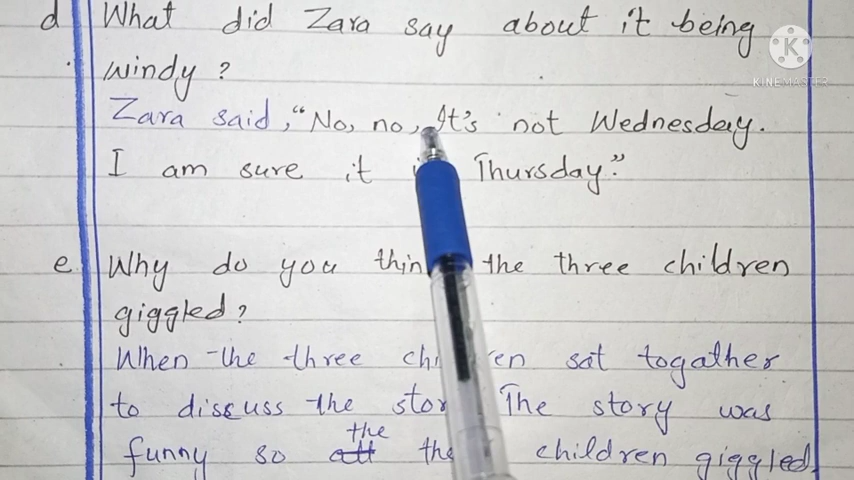 d What did Zara say about it being
windy?
Zara said, "No, no, It's not Wednesday.
I am sure it Thursday."
e Why do you thin the three children
giggled?
When the three ch en sat togather
to discuss the stor The story was
the
funny so the children giggled.
K
KINEMASTER